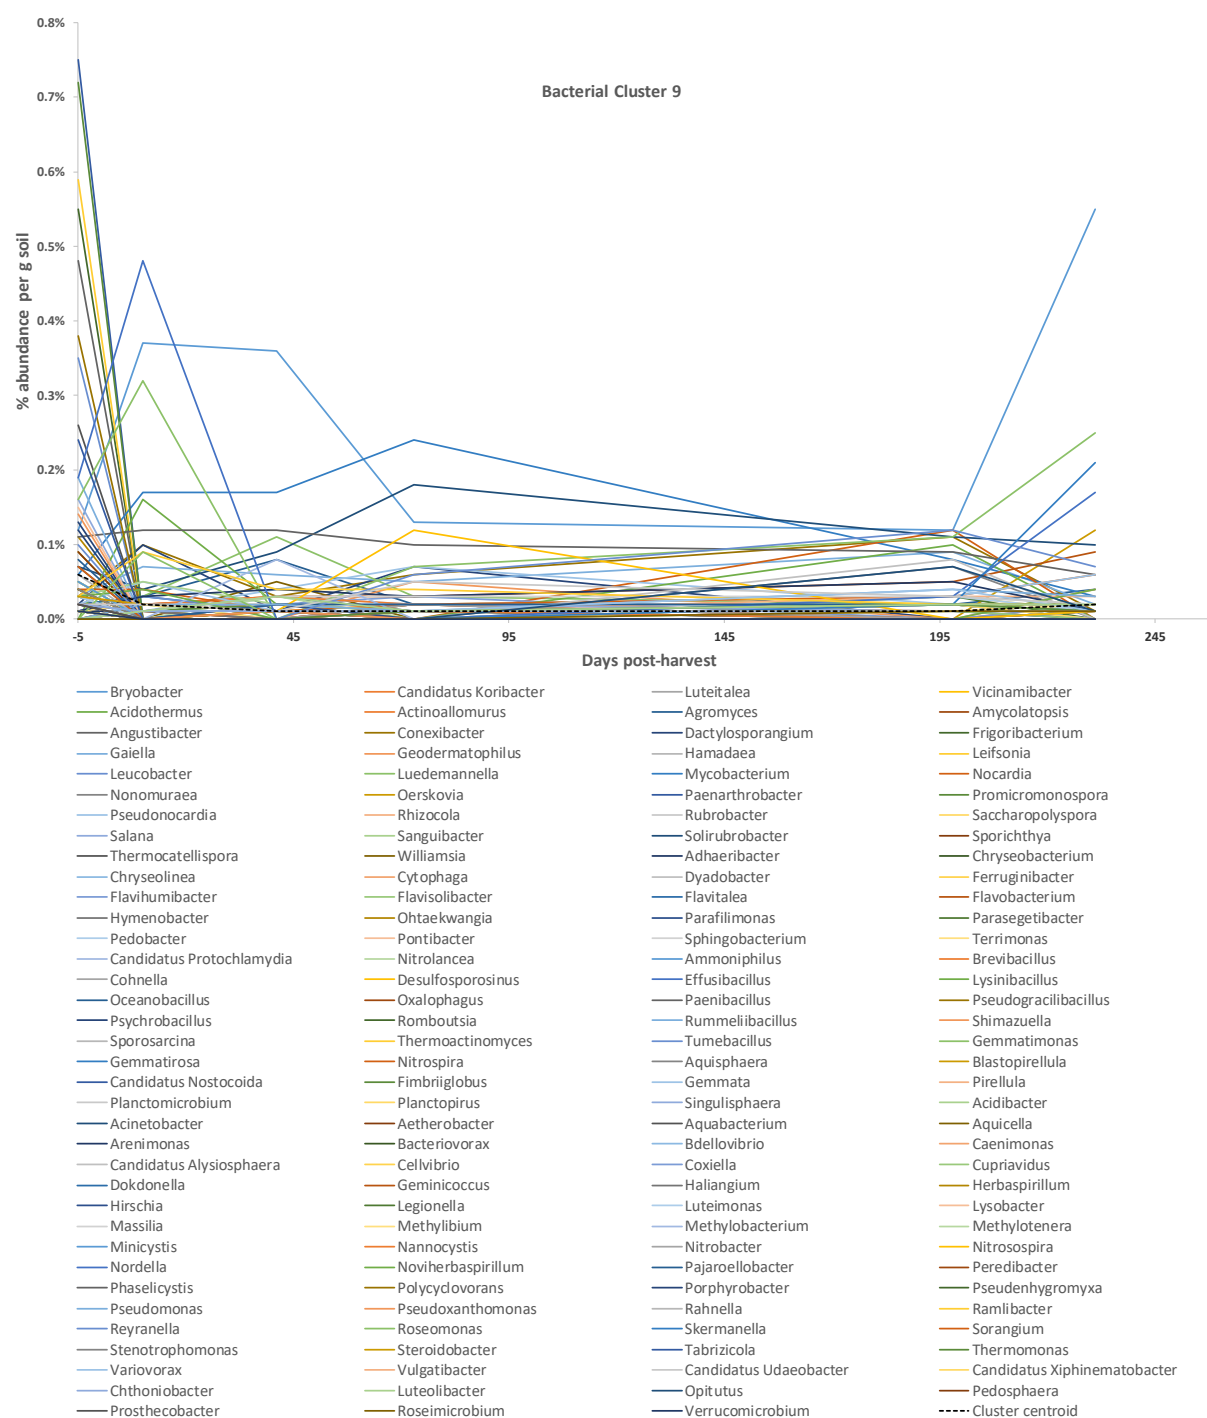 0.8%
Bacterial Cluster 9
0.7%
0.6%
0.5%
% abundance per g soil
0.4%
0.3%
0.2%
0.1%
0.0%
-5 45 95 145 195 245
Days post-harvest
Bryobacter Candidatus Koribacter Luteitalea Vicinamibacter
Acidothermus Actinoallomurus Agromyces Amycolatopsis
Angustibacter Conexibacter Dactylosporangium Frigoribacterium
Gaiella Geodermatophilus Hamadaea Leifsonia
Leucobacter Luedemannella Mycobacterium Nocardia
Nonomuraea Oerskovia Paenarthrobacter Promicromonospora
Pseudonocardia Rhizocola Rubrobacter Saccharopolyspora
Salana Sanguibacter Solirubrobacter Sporichthya
Thermocatellispora Williamsia Adhaeribacter Chryseobacterium
Chryseolinea Cytophaga Dyadobacter Ferruginibacter
Flavihumibacter Flavisolibacter Flavitalea Flavobacterium
Hymenobacter Ohtaekwangia Parafilimonas Parasegetibacter
Pedobacter Pontibacter Sphingobacterium Terrimonas
Candidatus Protochlamydia Nitrolancea Ammoniphilus Brevibacillus
Cohnella Desulfosporosinus Effusibacillus Lysinibacillus
Oceanobacillus Oxalophagus Paenibacillus Pseudogracilibacillus
Psychrobacillus Romboutsia Rummeliibacillus Shimazuella
Sporosarcina Thermoactinomyces Tumebacillus Gemmatimonas
Gemmatirosa Nitrospira Aquisphaera Blastopirellula
Candidatus Nostocoida Fimbriiglobus Gemmata Pirellula
Planctomicrobium Planctopirus Singulisphaera Acidibacter
Acinetobacter Aetherobacter Aquabacterium Aquicella
Arenimonas Bacteriovorax Bdellovibrio Caenimonas
Candidatus Alysiosphaera Cellvibrio Coxiella Cupriavidus
Dokdonella Geminicoccus Haliangium Herbaspirillum
Hirschia Legionella Luteimonas Lysobacter
Massilia Methylibium Methylobacterium Methylotenera
Minicystis Nannocystis Nitrobacter Nitrosospira
Nordella Noviherbaspirillum Pajaroellobacter Peredibacter
Phaselicystis Polycyclovorans Porphyrobacter Pseudenhygromyxa
Pseudomonas Pseudoxanthomonas Rahnella Ramlibacter
Reyranella Roseomonas Skermanella Sorangium
Stenotrophomonas Steroidobacter Tabrizicola Thermomonas
Variovorax Vulgatibacter Candidatus Udaeobacter Candidatus Xiphinematobacter
Chthoniobacter Luteolibacter Opitutus Pedosphaera
Prosthecobacter Roseimicrobium Verrucomicrobium Cluster centroid